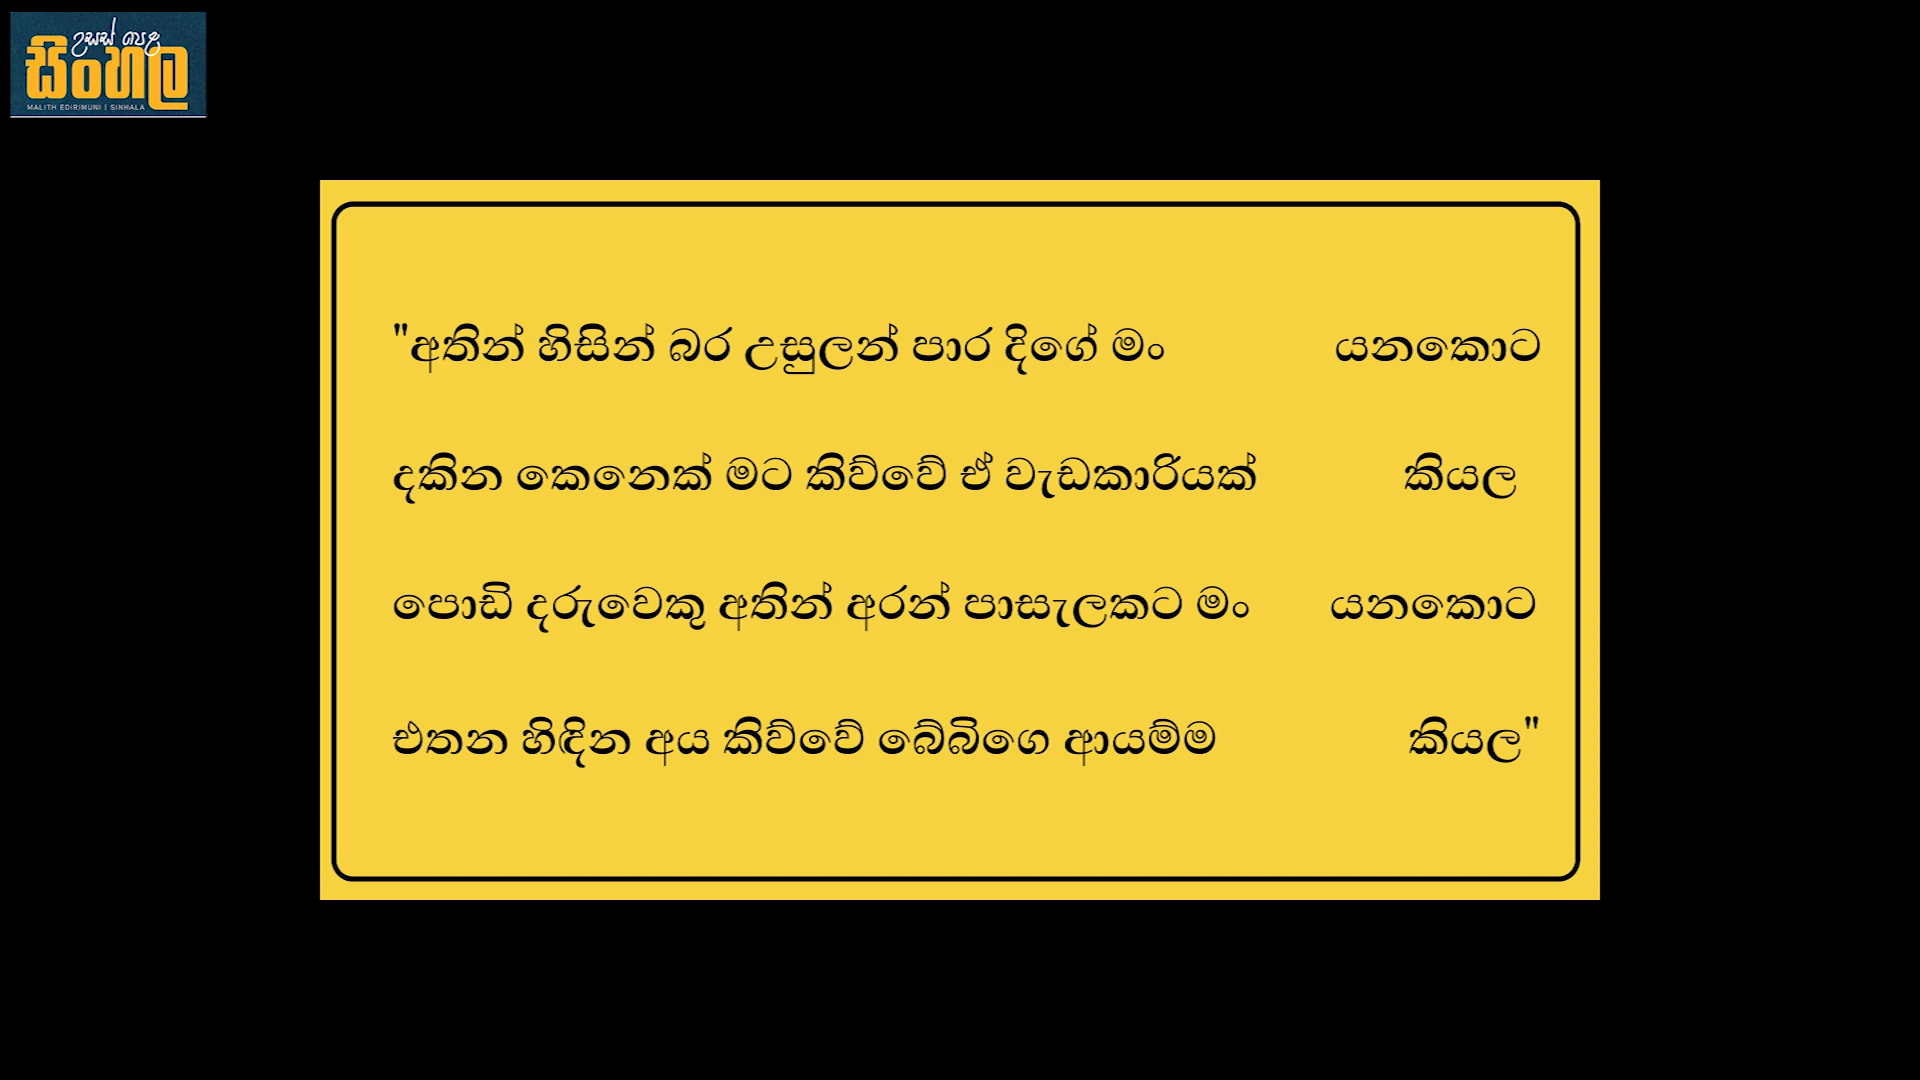 උසස් පෙළ
සිංහල
MALITH EDIRIMUNI | SINHALA
"අතින් හිසින් බර උසුලන් පාර දිගේ මං යනකොට
දකින කෙනෙක් මට කිව්වේ ඒ වැඩකාරියක් කියල
පොඩි දරුවෙකු අතින් අරන් පාසැලකට මං යනකොට
එතන හිඳින අය කිව්වේ බේබිගෙ ආයම්ම කියල"